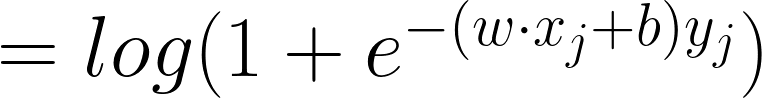 = log(1 + e^{-(w·x_j+b)y_j})